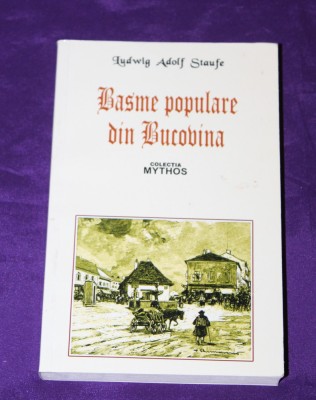 Ludwig Adolf Staufe
Basme populare
din Bucovina
COLECTIA
MYTHOS